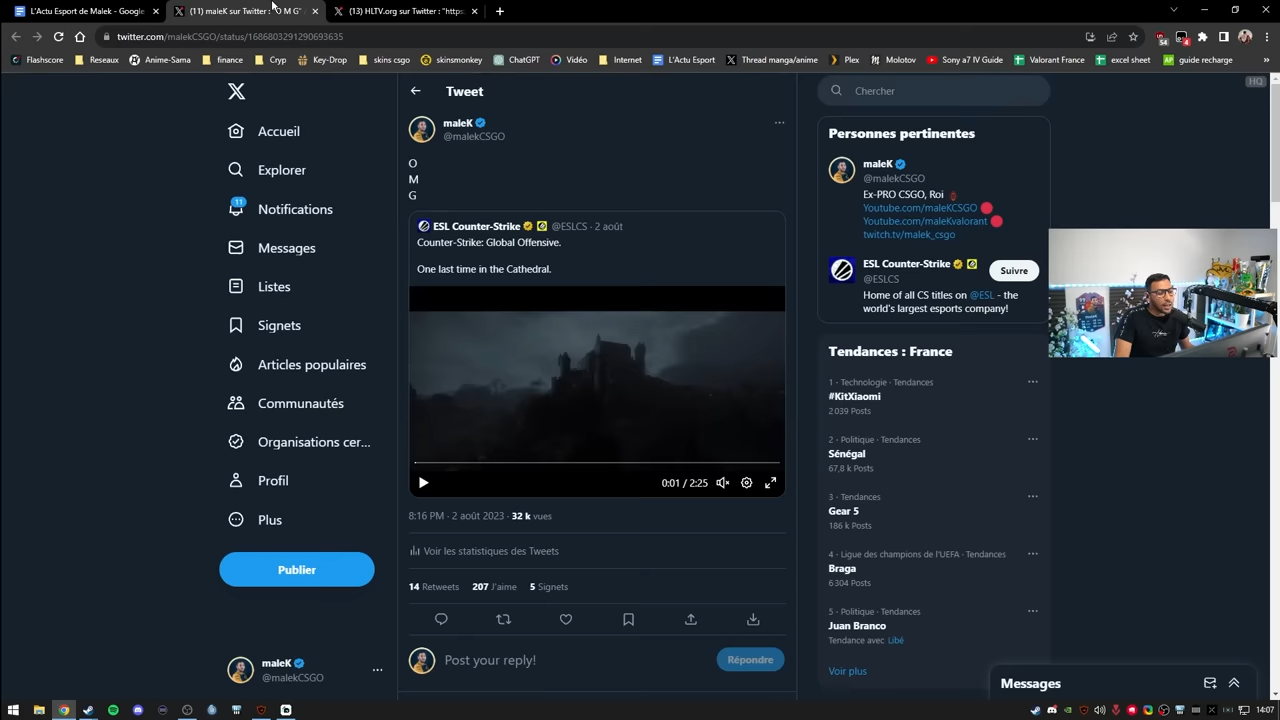 L'Actu Esport de Malek - Google
(11) maleK sur Twitter : "O M G"
(13) HLTV.org sur Twitter : "https:
twitter.com/malekCSGO/status/1686803291290693635
Flashscore
Reseaux
Anime-Sama
finance
Cryp
Key-Drop
skins csgo
skinsmoney
ChatGPT
Vidéo
Internet
L'Actu Esport
Thread manga/anime
Plex
Molotov
Sony a7 IV Guide
Valorant France
excel sheet
guide recharge
Accueil
Explorer
11
Notifications
Messages
Listes
Signets
Articles populaires
Communautés
Organisations cer...
Profil
Plus
Publier
maleK
@malekCSGO
Tweet
maleK
@malekCSGO
O
M
G
ESL Counter-Strike @ESLCS · 2 août
Counter-Strike: Global Offensive.
One last time in the Cathedral.
0:01 / 2:25
8:16 PM · 2 août 2023 · 32 k vues
Voir les statistiques des Tweets
14 Retweets 207 J'aime 5 Signets
Post your reply!
Répondre
Chercher
HQ
Personnes pertinentes
maleK
@malekCSGO
Ex-PRO CSGO, Roi
Youtube.com/maleKCSGO
Youtube.com/maleKvalorant
twitch.tv/malek_csgo
ESL Counter-Strike
@ESLCS
Suivre
Home of all CS titles on @ESL - the
world's largest esports company!
Tendances : France
1 · Technologie · Tendances
#KitXiaomi
2 039 Posts
2 · Politique · Tendances
Sénégal
67,8 k Posts
3 · Tendances
Gear 5
186 k Posts
4 · Ligue des champions de l'UEFA · Tendances
Braga
6 304 Posts
5 · Politique · Tendances
Juan Branco
Tendance avec Libé
Voir plus
Messages
14:07